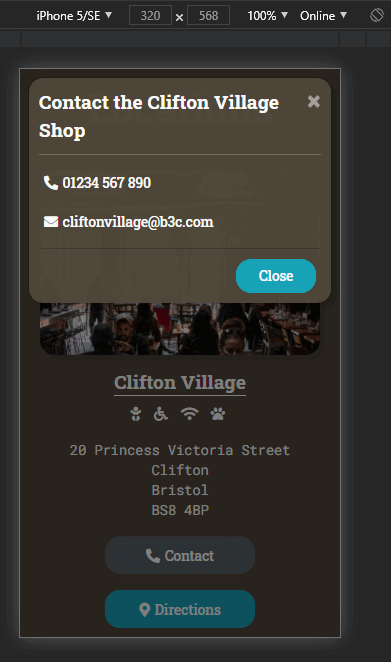 iPhone 5/SE ▼ 320 × 568 100% ▼ Online ▼
Locations
Contact the Clifton Village
Shop
×
01234 567 890
cliftonvillage@b3c.com
Close
Clifton Village
20 Princess Victoria Street
Clifton
Bristol
BS8 4BP
Contact
Directions